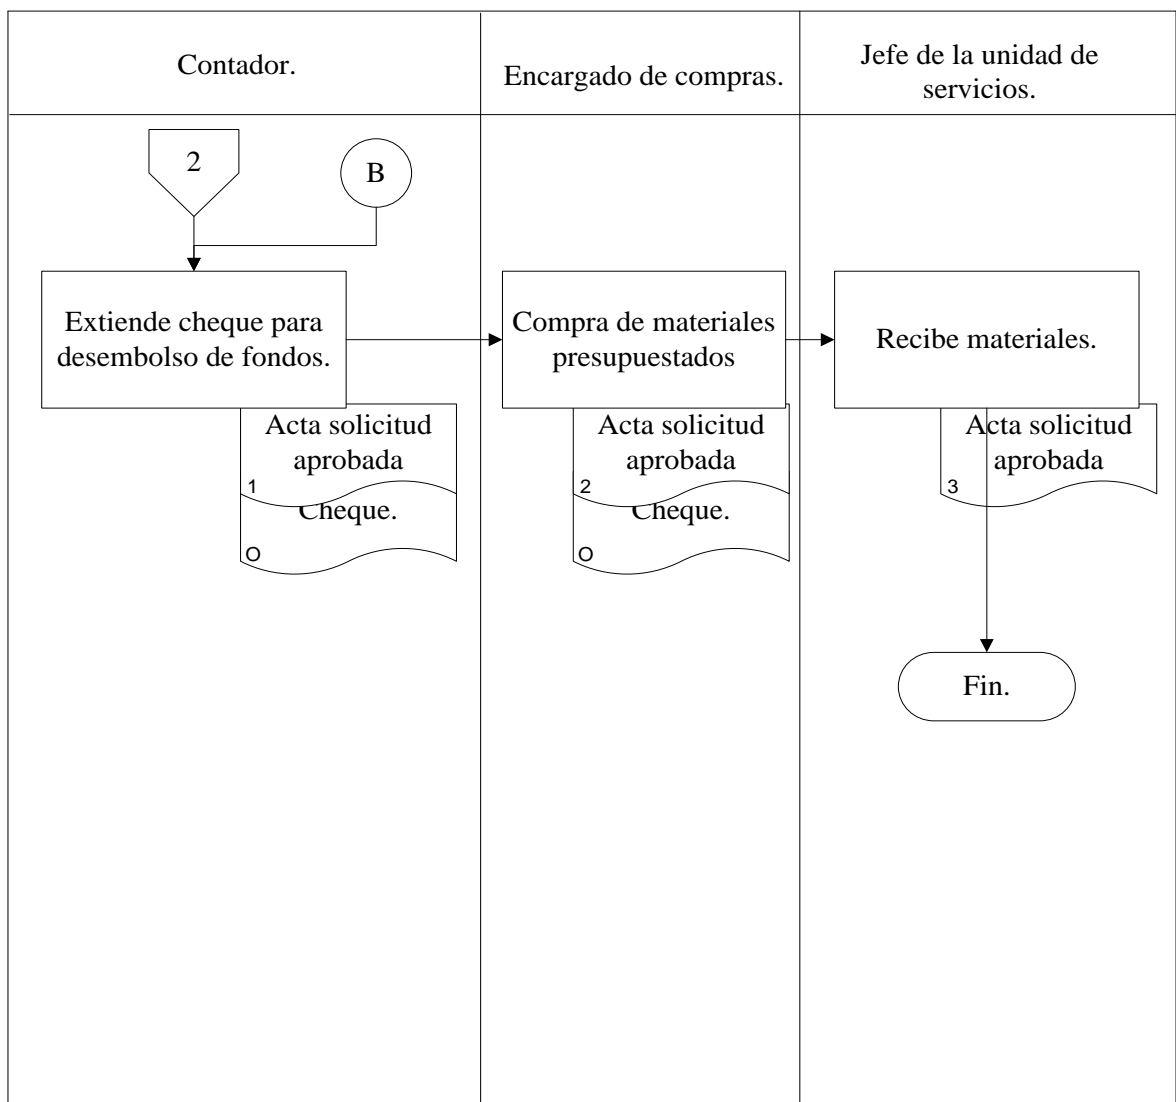 Contador.
Encargado de compras.
Jefe de la unidad de
servicios.
2
B
Extiende cheque para
desembolso de fondos.
Compra de materiales
presupuestados
Recibe materiales.
Acta solicitud
aprobada
1
Cheque.
O
Acta solicitud
aprobada
2
Cheque.
O
Acta solicitud
aprobada
3
Fin.